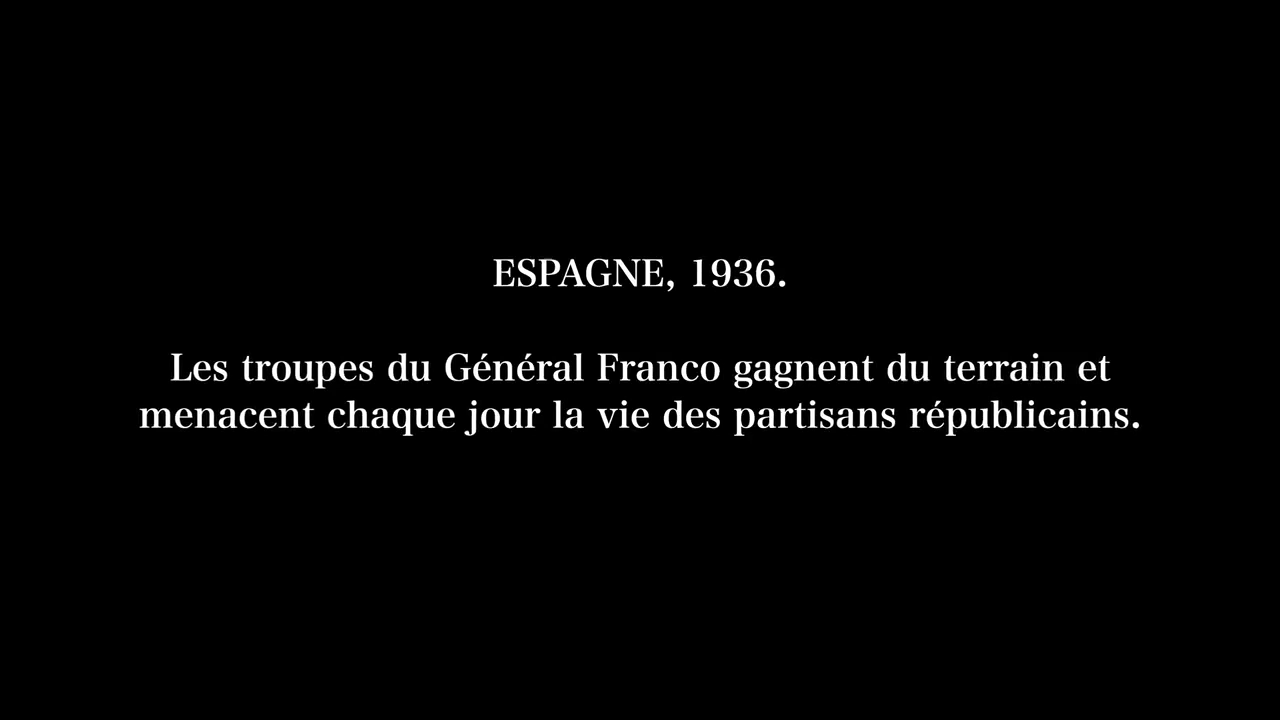 ESPAGNE, 1936.
Les troupes du Général Franco gagnent du terrain et
menacent chaque jour la vie des partisans républicains.